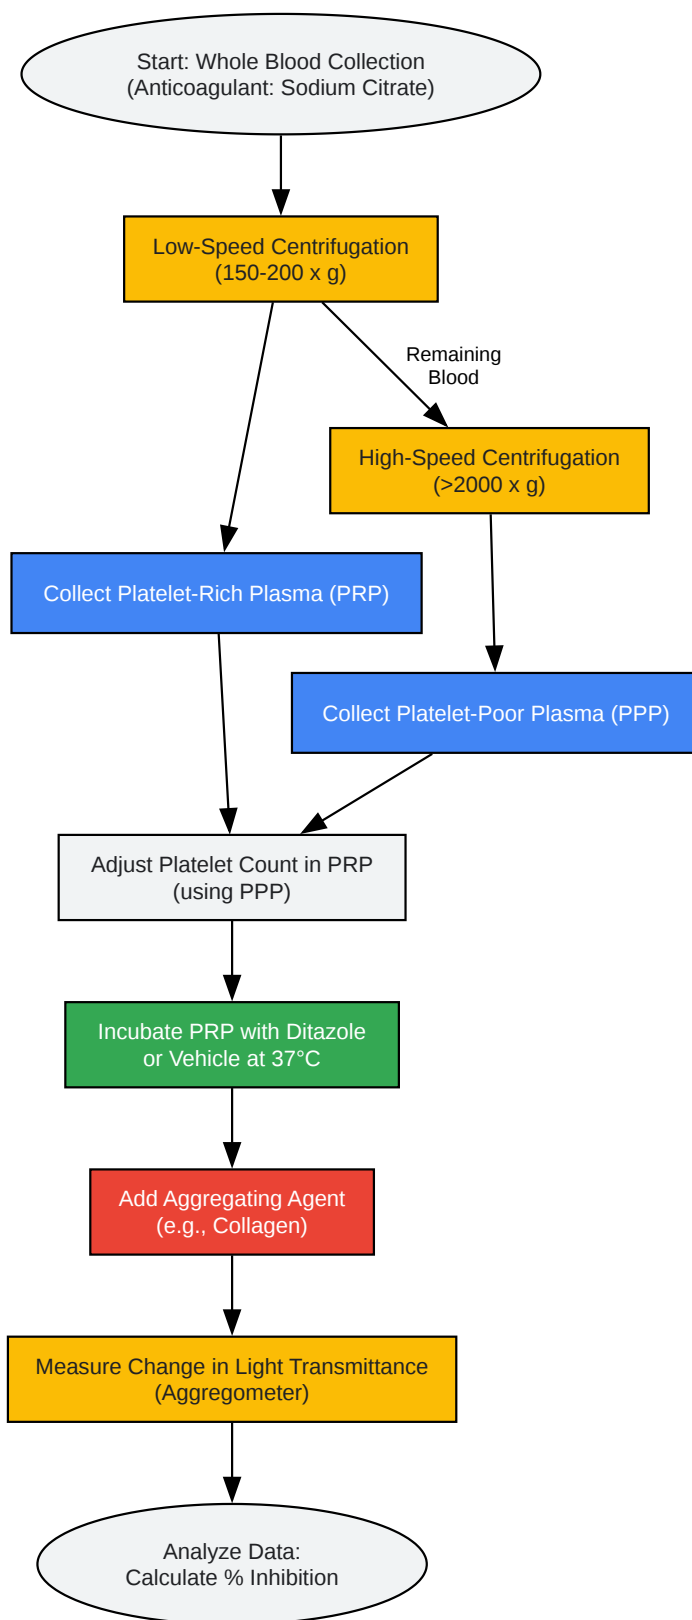 Start: Whole Blood Collection
(Anticoagulant: Sodium Citrate)
Low-Speed Centrifugation
(150-200 x g)
Remaining
Blood
High-Speed Centrifugation
(>2000 x g)
Collect Platelet-Rich Plasma (PRP)
Collect Platelet-Poor Plasma (PPP)
Adjust Platelet Count in PRP
(using PPP)
Incubate PRP with Ditazole
or Vehicle at 37°C
Add Aggregating Agent
(e.g., Collagen)
Measure Change in Light Transmittance
(Aggregometer)
Analyze Data:
Calculate % Inhibition